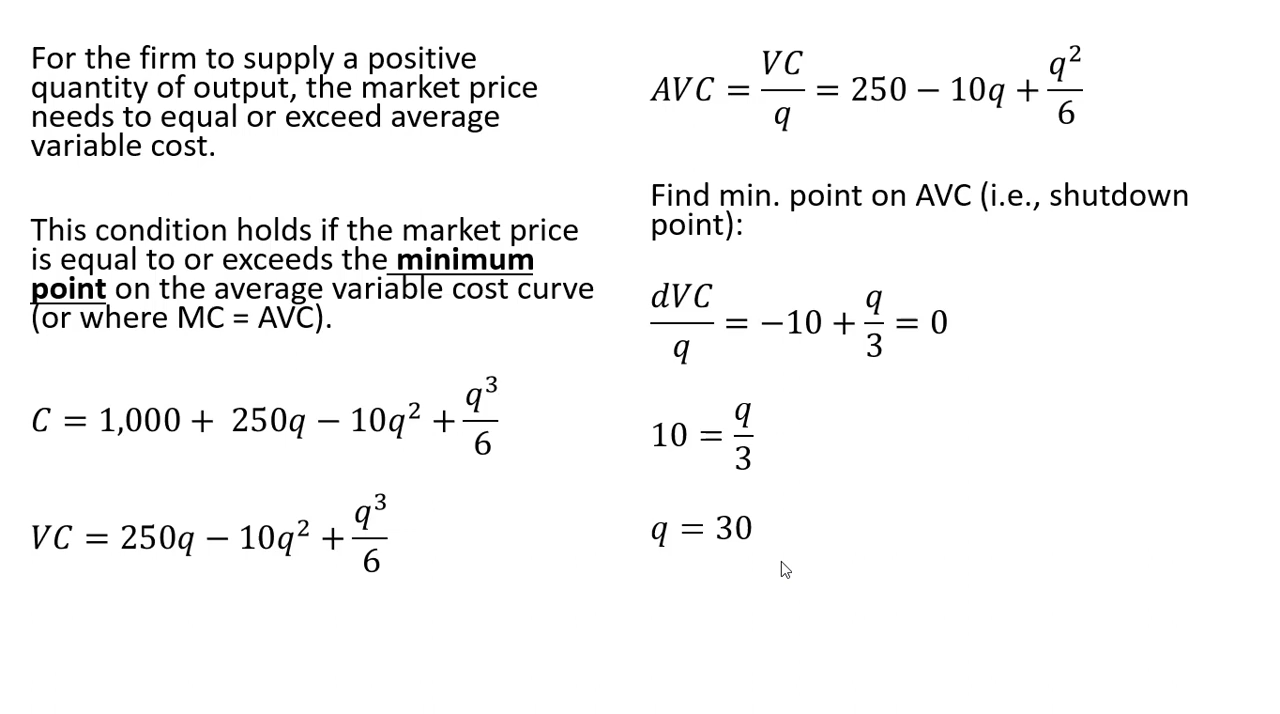 For the firm to supply a positive
quantity of output, the market price
needs to equal or exceed average
variable cost.
This condition holds if the market price
is equal to or exceeds the minimum
point on the average variable cost curve
(or where MC = AVC).
C = 1,000 + 250q − 10q² + q³/6
VC = 250q − 10q² + q³/6
AVC = VC/q = 250 − 10q + q²/6
Find min. point on AVC (i.e., shutdown
point):
dVC/q = −10 + q/3 = 0
10 = q/3
q = 30